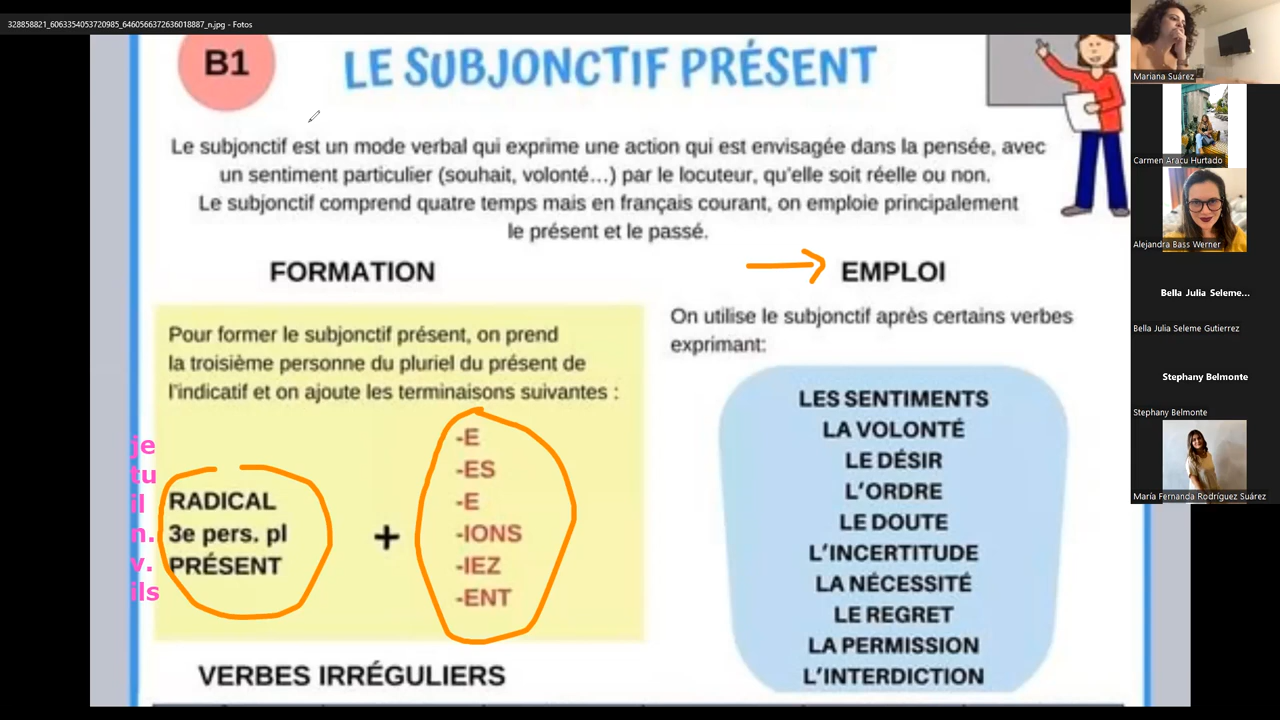 328858821_6063354053720985_6460566372636018887_n.jpg - Fotos
B1
LE SUBJONCTIF PRÉSENT
Le subjonctif est un mode verbal qui exprime une action qui est envisagée dans la pensée, avec
un sentiment particulier (souhait, volonté...) par le locuteur, qu'elle soit réelle ou non.
Le subjonctif comprend quatre temps mais en français courant, on emploie principalement
le présent et le passé.
FORMATION
Pour former le subjonctif présent, on prend
la troisième personne du pluriel du présent de
l'indicatif et on ajoute les terminaisons suivantes :
je
tu
il
n.
v.
ils
RADICAL
3e pers. pl
PRÉSENT
+
-E
-ES
-E
-IONS
-IEZ
-ENT
VERBES IRRÉGULIERS
EMPLOI
On utilise le subjonctif après certains verbes
exprimant:
LES SENTIMENTS
LA VOLONTÉ
LE DÉSIR
L'ORDRE
LE DOUTE
L'INCERTITUDE
LA NÉCESSITÉ
LE REGRET
LA PERMISSION
L'INTERDICTION
Mariana Suárez
Carmen Aracu Hurtado
Alejandra Bass Werner
Bella Julia Seleme...
Bella Julia Seleme Gutierrez
Stephany Belmonte
Stephany Belmonte
María Fernanda Rodríguez Suárez